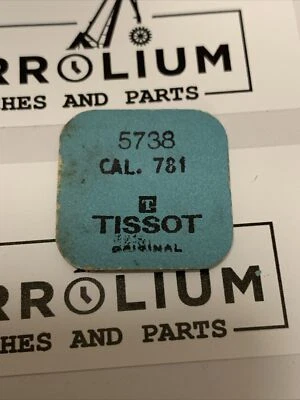 RROLIUM
HES AND PARTS
5738
CAL. 781
T
TISSOT
ORIGINAL
RROLIUM
HES AND PARTS